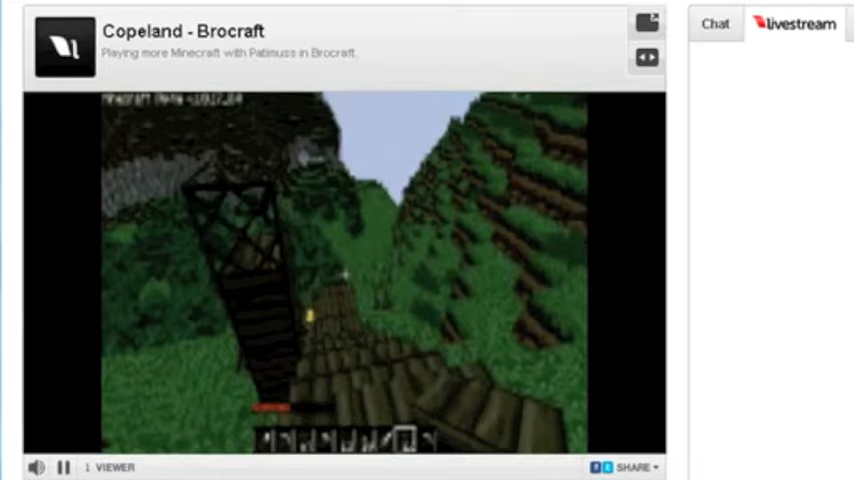 Copeland - Brocraft
Playing more Minecraft with Patimuss in Brocraft.
Chat
livestream
1 VIEWER
SHARE